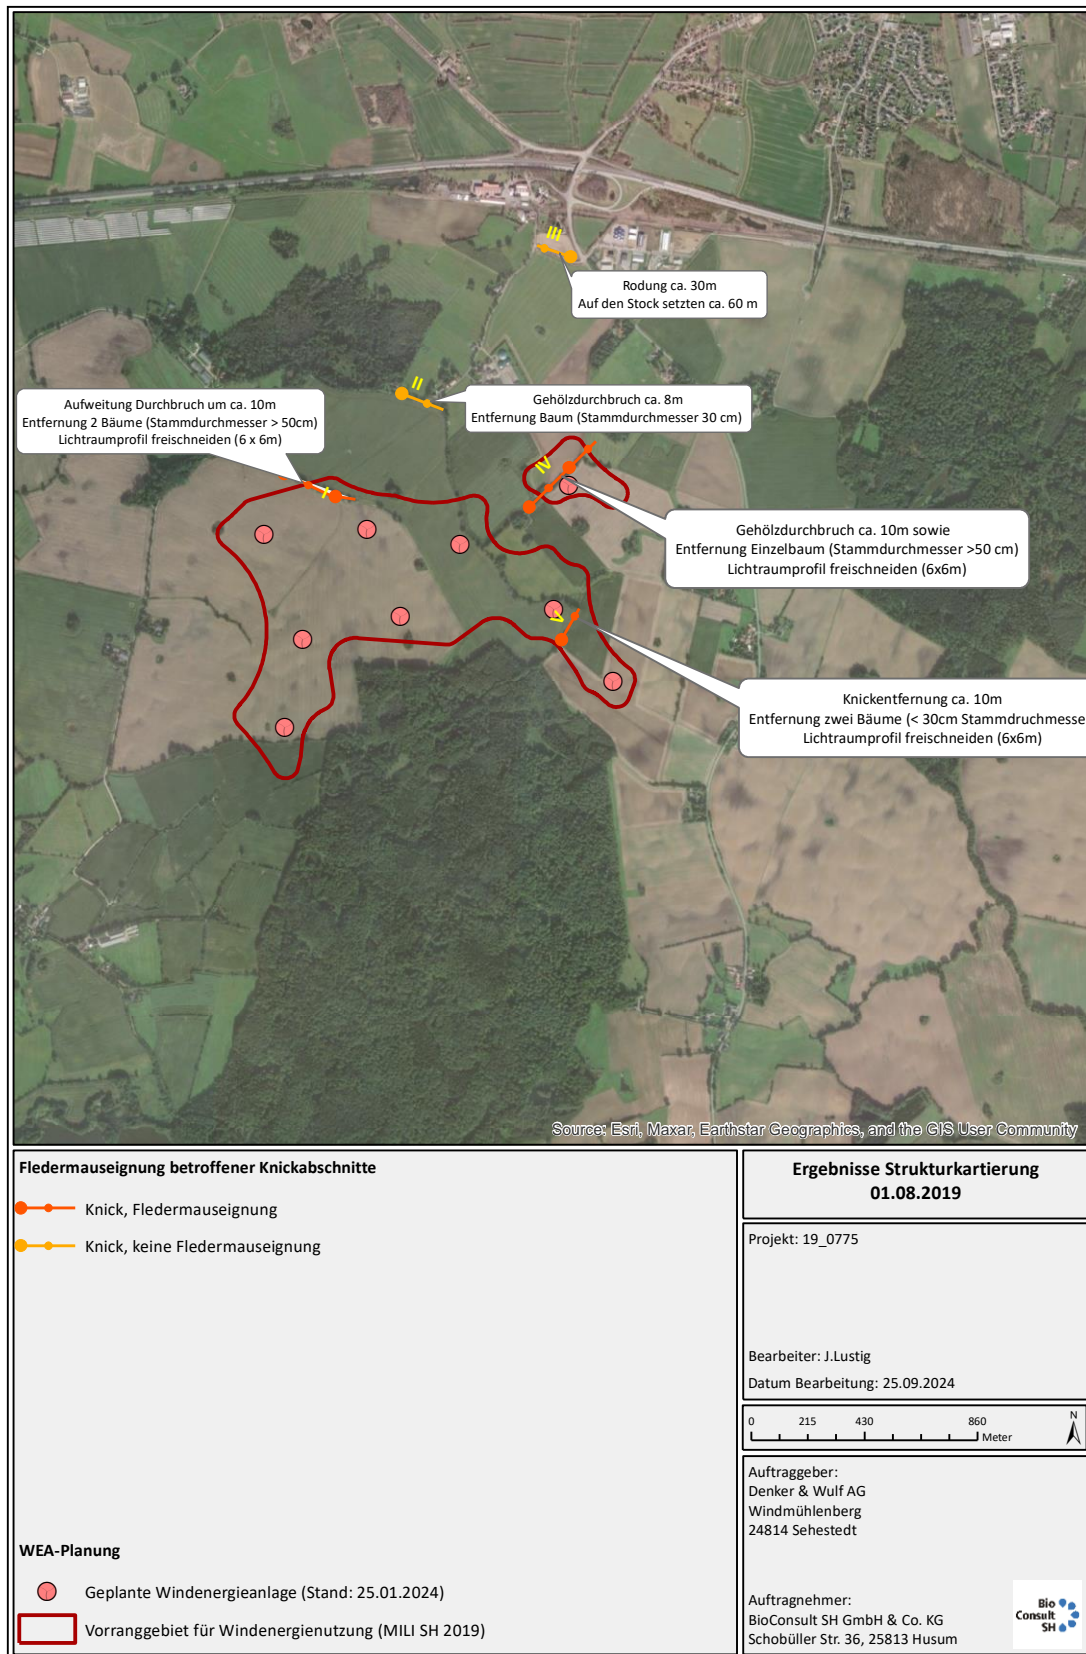 III
Rodung ca. 30m
Auf den Stock setzten ca. 60 m
II
Gehölzdurchbruch ca. 8m
Entfernung Baum (Stammdurchmesser 30 cm)
Aufweitung Durchbruch um ca. 10m
Entfernung 2 Bäume (Stammdurchmesser > 50cm)
Lichtraumprofil freischneiden (6 x 6m)
I
IV
Gehölzdurchbruch ca. 10m sowie
Entfernung Einzelbaum (Stammdurchmesser >50 cm)
Lichtraumprofil freischneiden (6x6m)
V
Knickentfernung ca. 10m
Entfernung zwei Bäume (< 30cm Stammdruchmesse
Lichtraumprofil freischneiden (6x6m)
Source: Esri, Maxar, Earthstar Geographics, and the GIS User Community
Fledermauseignung betroffener Knickabschnitte
Knick, Fledermauseignung
Knick, keine Fledermauseignung
WEA-Planung
Geplante Windenergieanlage (Stand: 25.01.2024)
Vorranggebiet für Windenergienutzung (MILI SH 2019)
Ergebnisse Strukturkartierung
01.08.2019
Projekt: 19_0775
Bearbeiter: J.Lustig
Datum Bearbeitung: 25.09.2024
0 215 430 860
Meter
N
Auftraggeber:
Denker & Wulf AG
Windmühlenberg
24814 Sehestedt
Auftragnehmer:
BioConsult SH GmbH & Co. KG
Schobüller Str. 36, 25813 Husum
Bio
Consult
SH